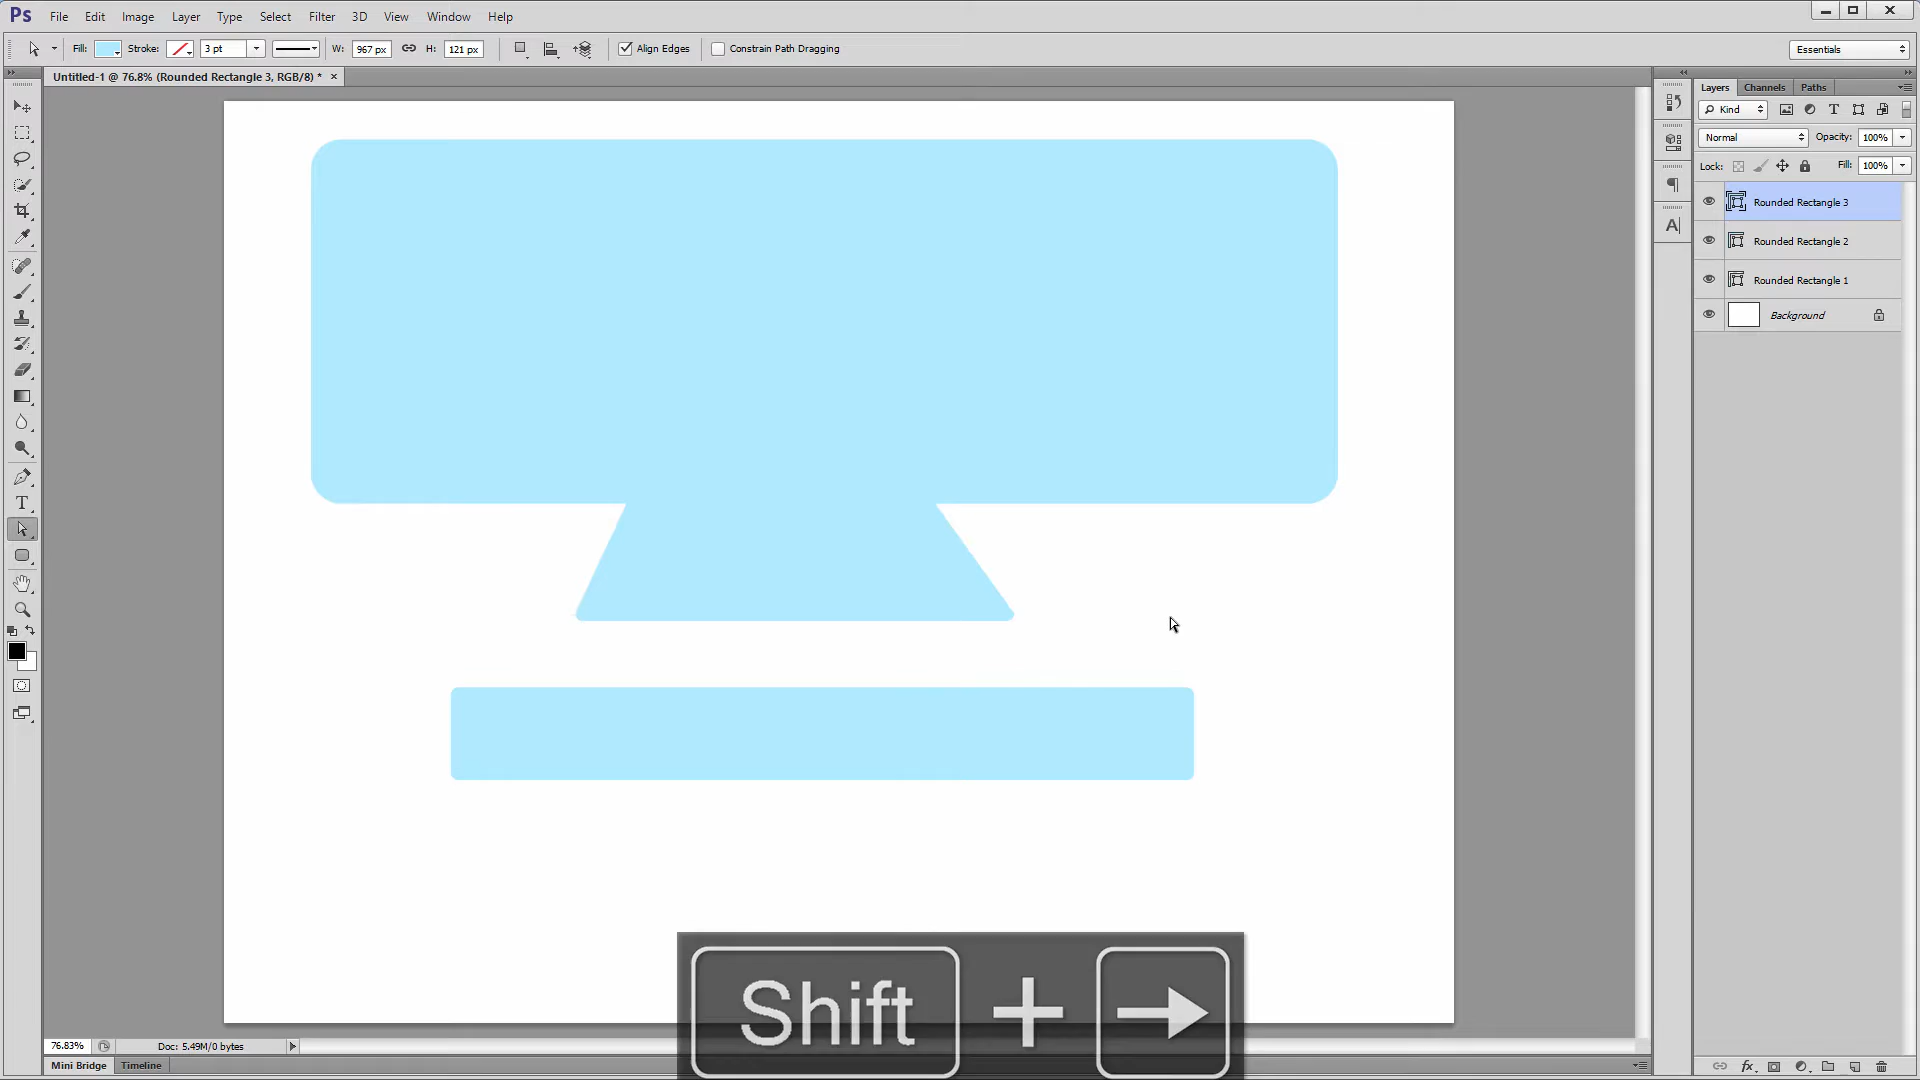 Ps File Edit Image Layer Type Select Filter 3D View Window Help
Fill: Stroke: 3 pt W: 967 px H: 121 px Align Edges Constrain Path Dragging Essentials
Untitled-1 @ 76.8% (Rounded Rectangle 3, RGB/8) * ×
Layers Channels Paths
Kind
Normal Opacity: 100%
Lock: Fill: 100%
Rounded Rectangle 3
Rounded Rectangle 2
Rounded Rectangle 1
Background
Shift + →
76.83% Doc: 5.49M/0 bytes
Mini Bridge Timeline